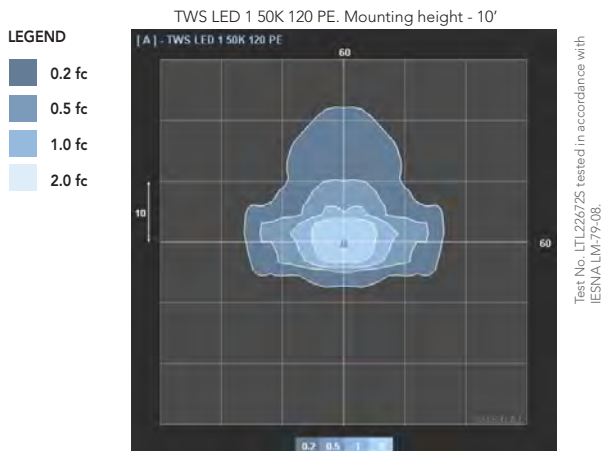 TWS LED 1 50K 120 PE. Mounting height - 10’
LEGEND
0.2 fc
0.5 fc
1.0 fc
2.0 fc
[ A ] - TWS LED 1 50K 120 PE
60
10
60
0.2 0.5 1
Test No. LTL22672S tested in accordance with
IESNA LM-79-08.